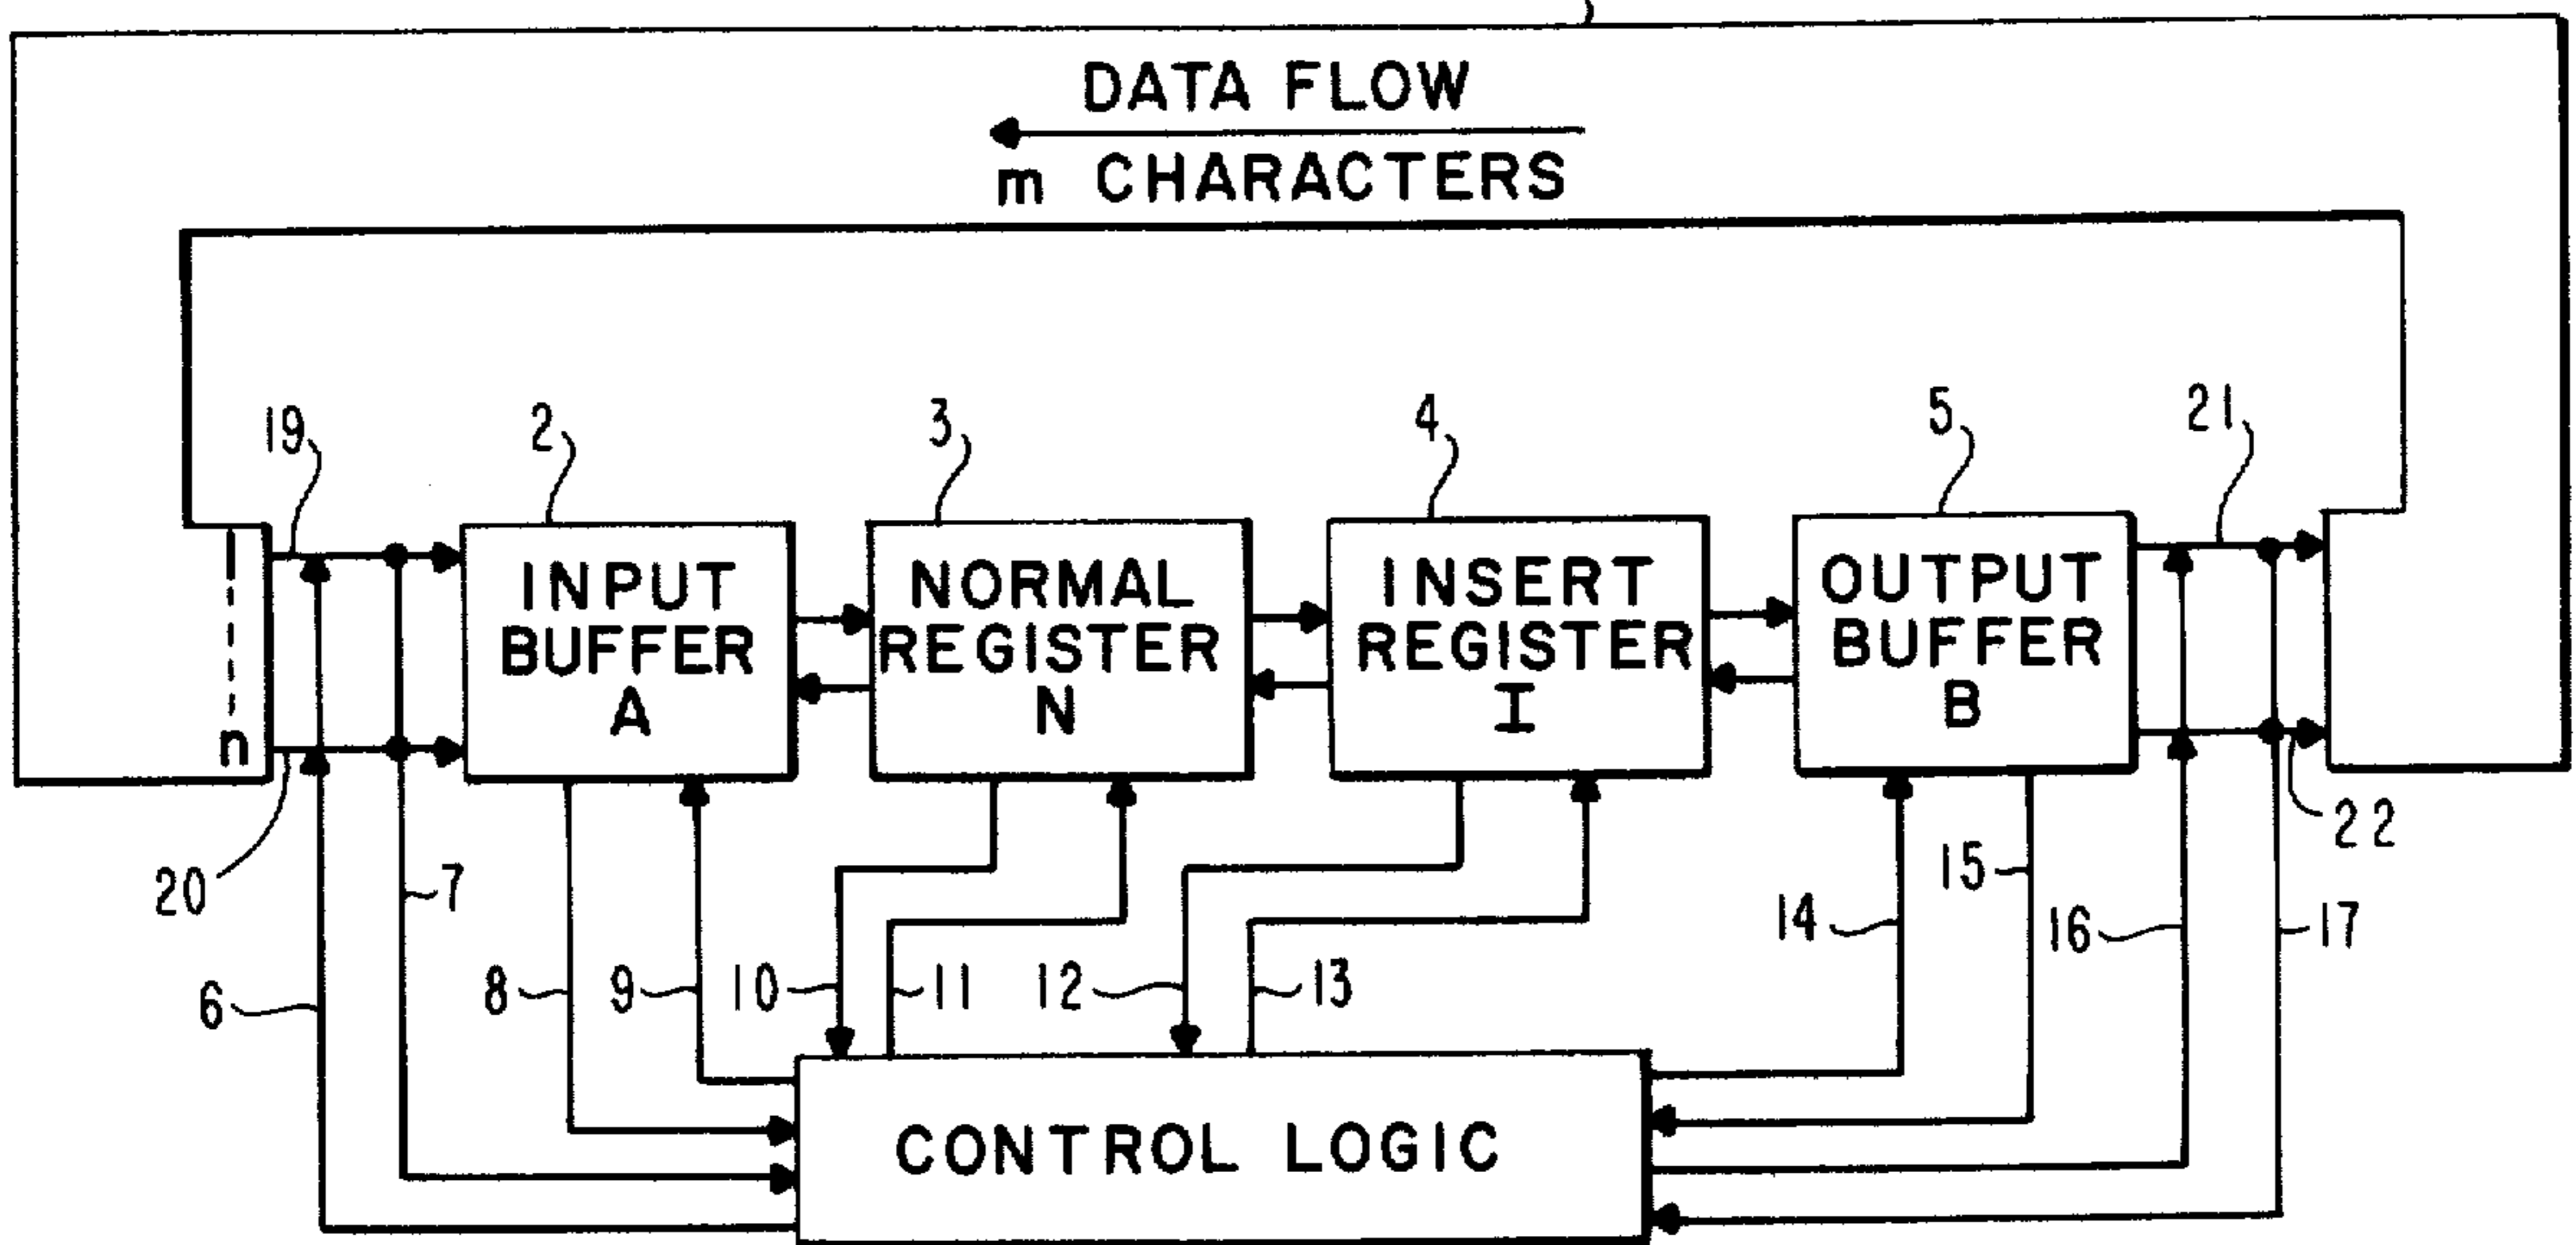 DATA FLOW
m CHARACTERS
19
2
3
4
5
21
1
n
INPUT
BUFFER
A
NORMAL
REGISTER
N
INSERT
REGISTER
I
OUTPUT
BUFFER
B
20
7
22
15
14
16
17
6
8
9
10
11
12
13
CONTROL LOGIC